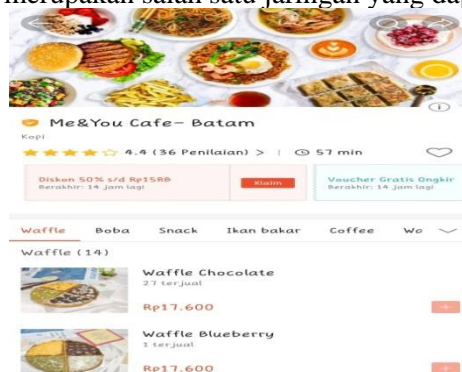 merupakan salah satu jaringan yang da
Me&You Cafe- Batam
Kopi
4.4 (36 Penilaian) > 57 min
Diskon 50% s/d Rp15RB
Berakhir: 14 jam lagi
Klaim
Voucher Gratis Ongkir
Berakhir: 14 jam lagi
Waffle Boba Snack Ikan bakar Coffee Wo
Waffle (14)
Waffle Chocolate
27 terjual
Rp17.600
Waffle Blueberry
1 terjual
Rp17.600